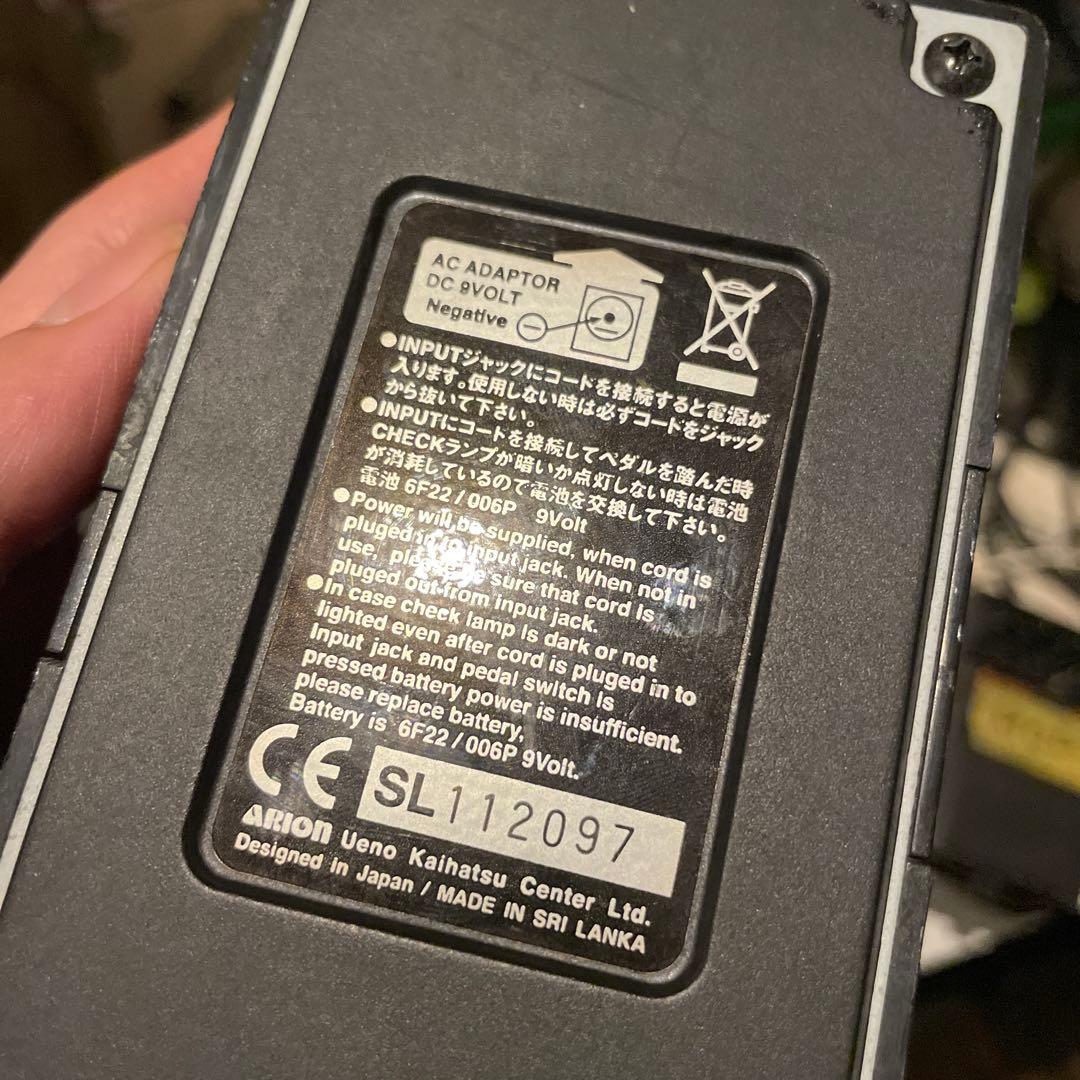 AC ADAPTOR
DC 9VOLT
Negative
●INPUTジャックにコードを接続すると電源が
入ります。使用しない時は必ずコードをジャック
から抜いて下さい。
●INPUTにコードを接続してペダルを踏んだ時
CHECKランプが暗いか点灯しない時は電池
が消耗しているので電池を交換して下さい。
電池 6F22/006P 9Volt
●Power will be supplied, when cord is
pluged in to input jack. When not in
use, please be sure that cord is
pluged out from input jack.
●In case check lamp is dark or not
lighted even after cord is pluged in to
Input jack and pedal switch is
pressed battery power is insufficient.
please replace battery,
Battery is 6F22/006P 9Volt.
CE SL112097
ARION Ueno Kaihatsu Center Ltd.
Designed in Japan / MADE IN SRI LANKA